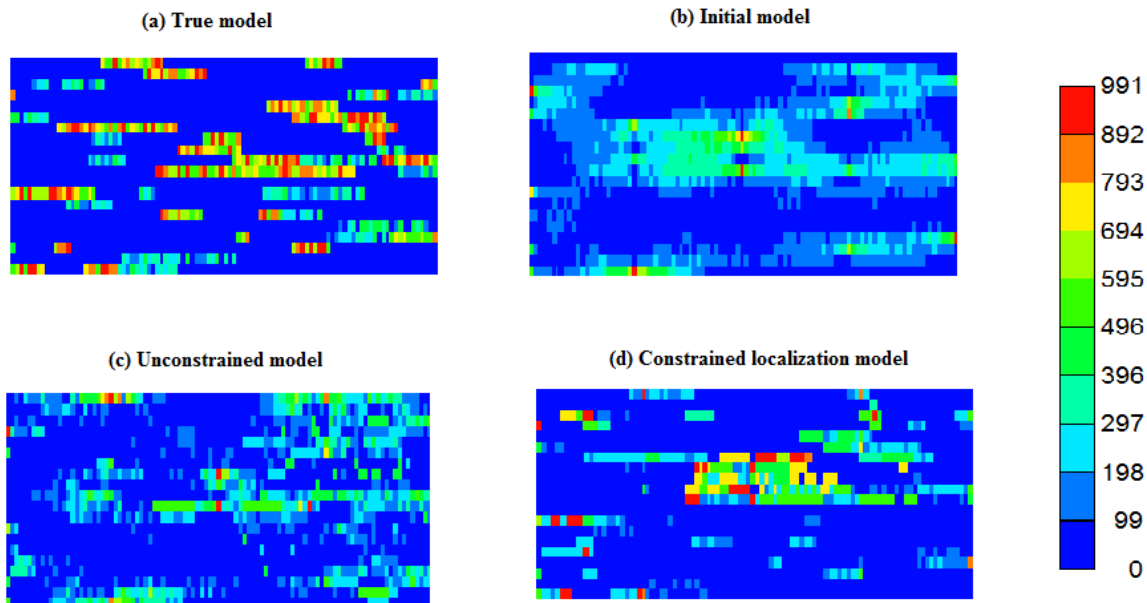 (a) True model
(b) Initial model
(c) Unconstrained model
(d) Constrained localization model
991
892
793
694
595
496
396
297
198
99
0